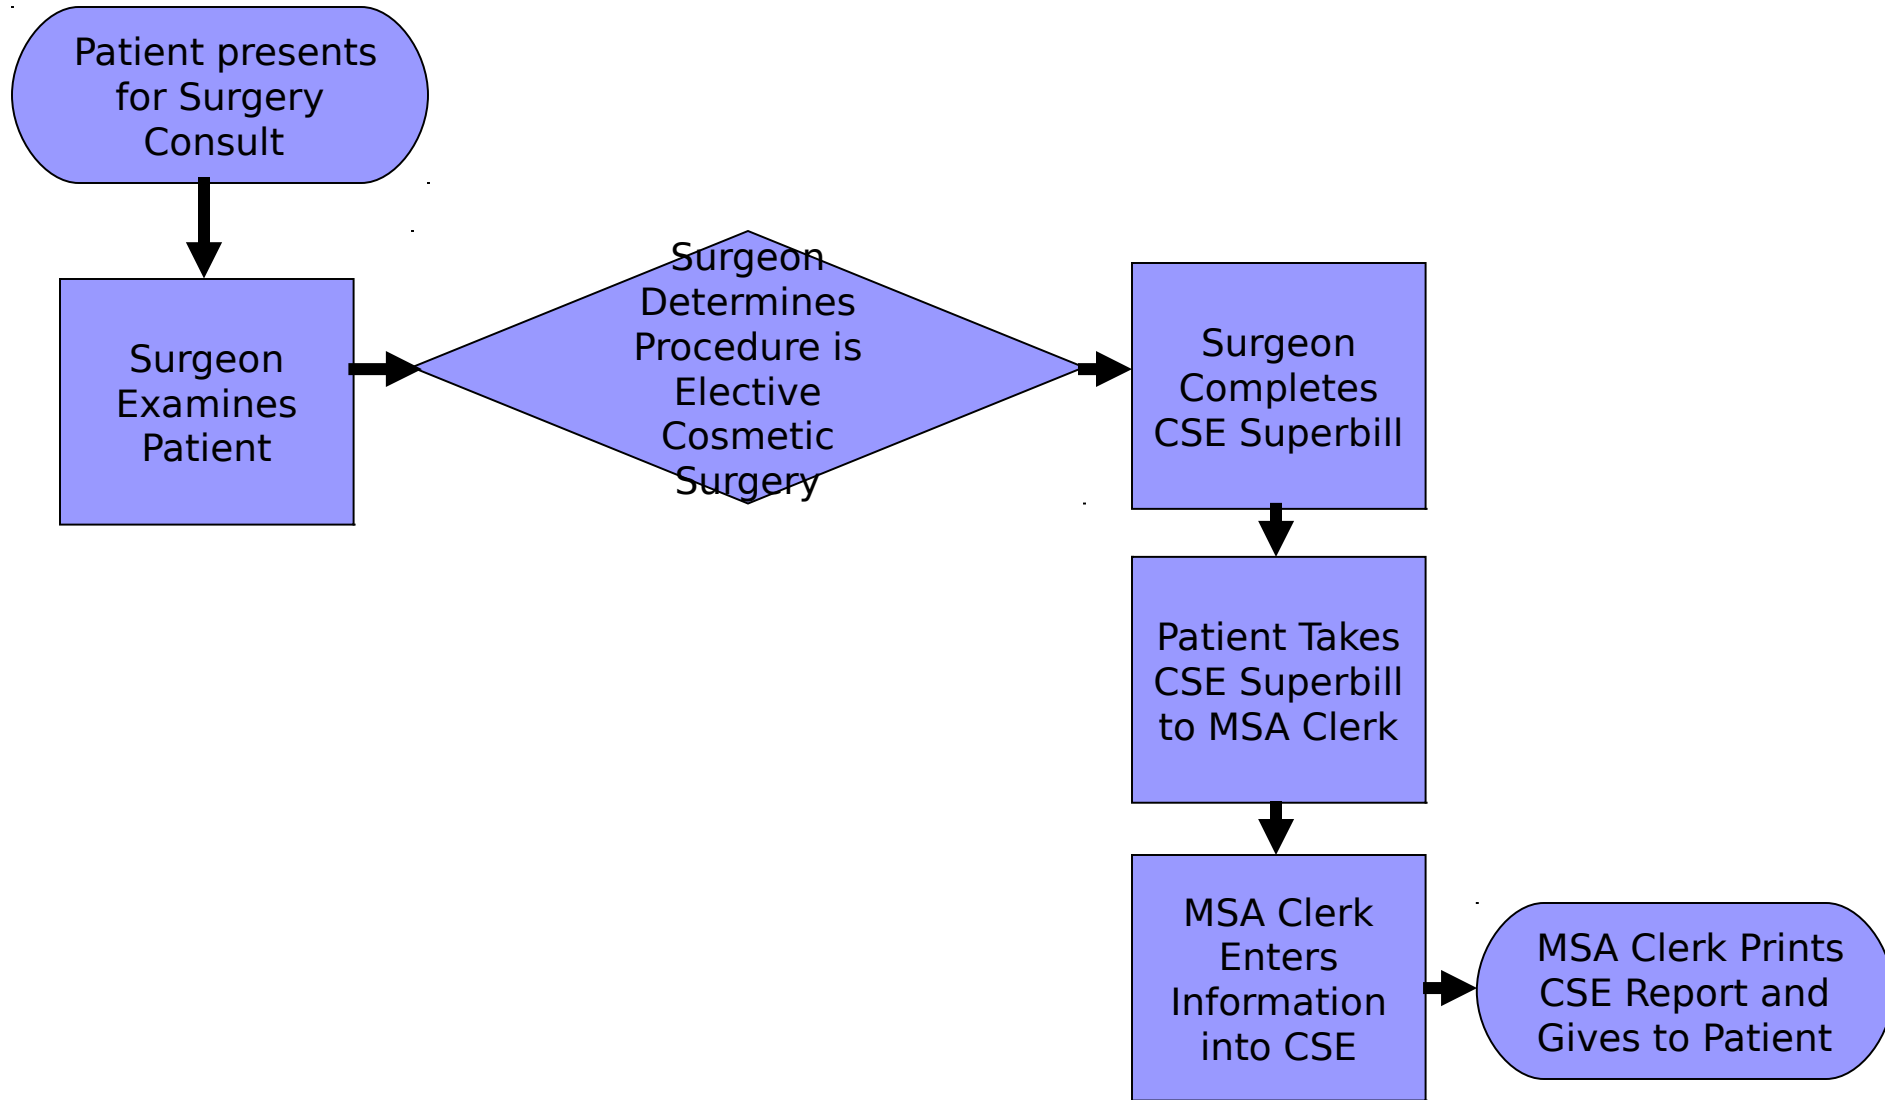 Patient presents
for Surgery
Consult
Surgeon
Examines
Patient
Surgeon
Determines
Procedure is
Elective
Cosmetic
Surgery
Surgeon
Completes
CSE Superbill
Patient Takes
CSE Superbill
to MSA Clerk
MSA Clerk
Enters
Information
into CSE
MSA Clerk Prints
CSE Report and
Gives to Patient